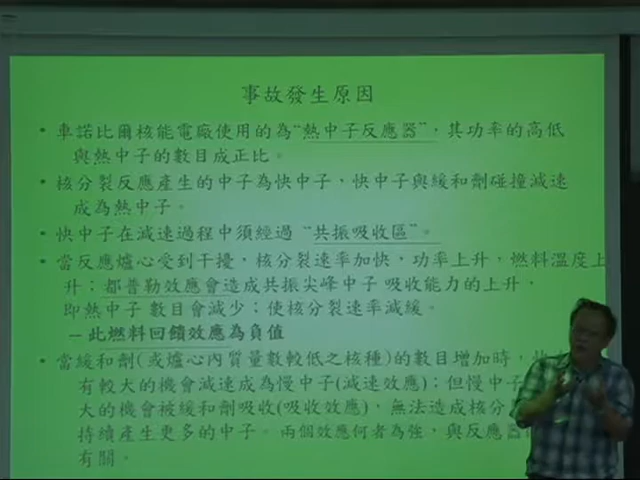 事故發生原因
• 車諾比爾核能電廠使用的為“熱中子反應器”，其功率的高低
與熱中子的數目成正比。
• 核分裂反應產生的中子為快中子，快中子與緩和劑碰撞減速
成為熱中子。
• 快中子在減速過程中須經過 “共振吸收區”。
• 當反應爐心受到干擾，核分裂速率加快，功率上升，燃料溫度上
升；都普勒效應會造成共振尖峰中子 吸收能力的上升，
即熱中子 數目會減少；使核分裂速率減緩。
– 此燃料回饋效應為負值
• 當緩和劑(或爐心內質量數較低之核種)的數目增加時，
有較大的機會減速成為慢中子(減速效應)；但慢中子
大的機會被緩和劑吸收(吸收效應)，無法造成核分
持續產生更多的中子。兩個效應何者為強，與反應器
有關。